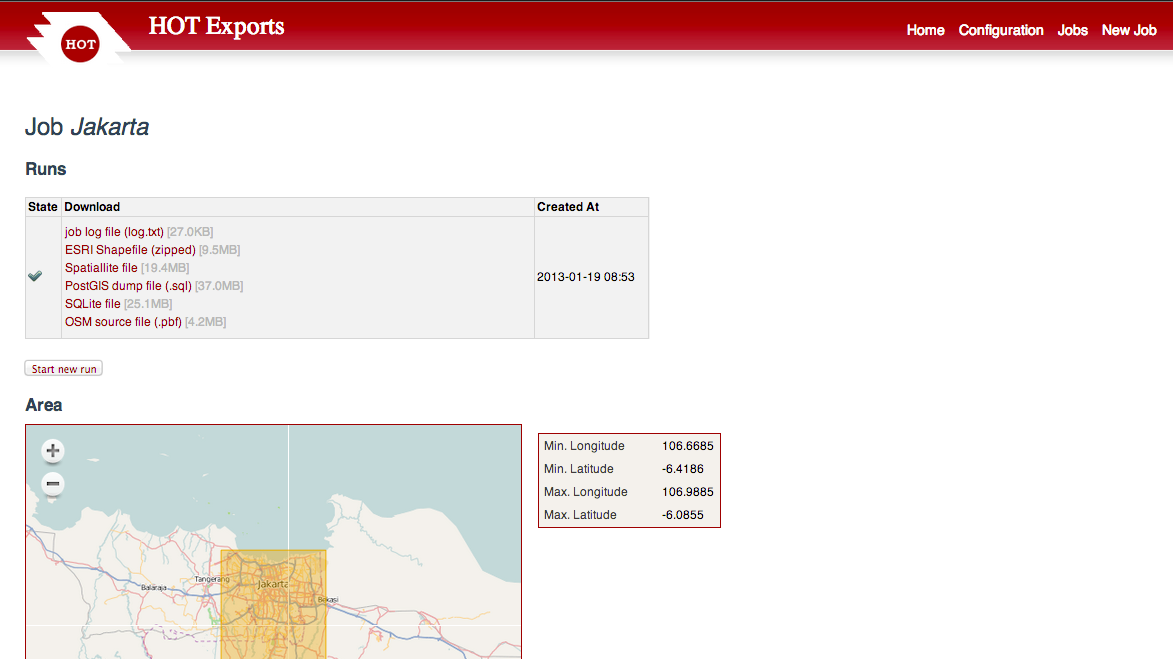 HOT Exports
HOT
Home Configuration Jobs New Job
Job Jakarta
Runs
State Download Created At
job log file (log.txt) [27.0KB]
ESRI Shapefile (zipped) [9.5MB]
Spatiallite file [19.4MB]
PostGIS dump file (.sql) [37.0MB]
SQLite file [25.1MB]
OSM source file (.pbf) [4.2MB]
2013-01-19 08:53
Start new run
Area
Min. Longitude 106.6685
Min. Latitude -6.4186
Max. Longitude 106.9885
Max. Latitude -6.0855
Tangerang
Jakarta
Balaraja
Bekasi